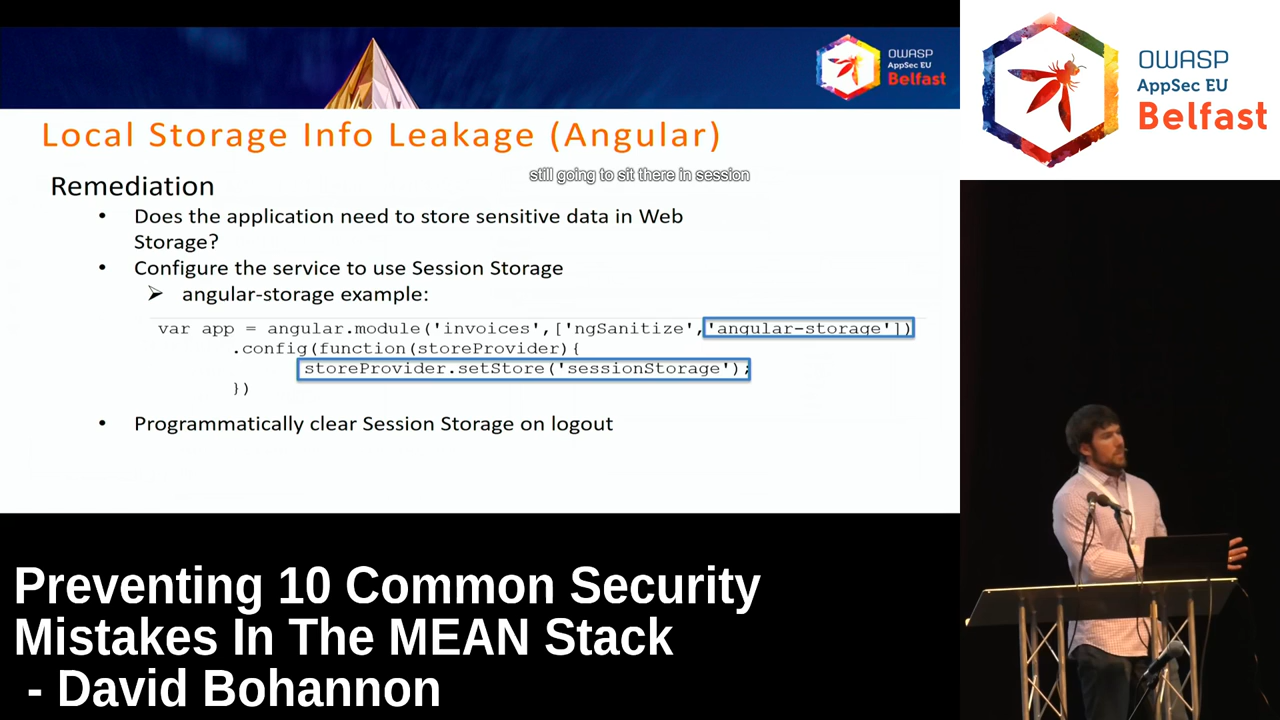 OWASP
AppSec EU
Belfast
OWASP
AppSec EU
Belfast
Local Storage Info Leakage (Angular)
still going to sit there in session
Remediation
• Does the application need to store sensitive data in Web
Storage?
• Configure the service to use Session Storage
➢ angular-storage example:
var app = angular.module('invoices',['ngSanitize','angular-storage'])
.config(function(storeProvider){
storeProvider.setStore('sessionStorage');
})
• Programmatically clear Session Storage on logout
Preventing 10 Common Security
Mistakes In The MEAN Stack
- David Bohannon